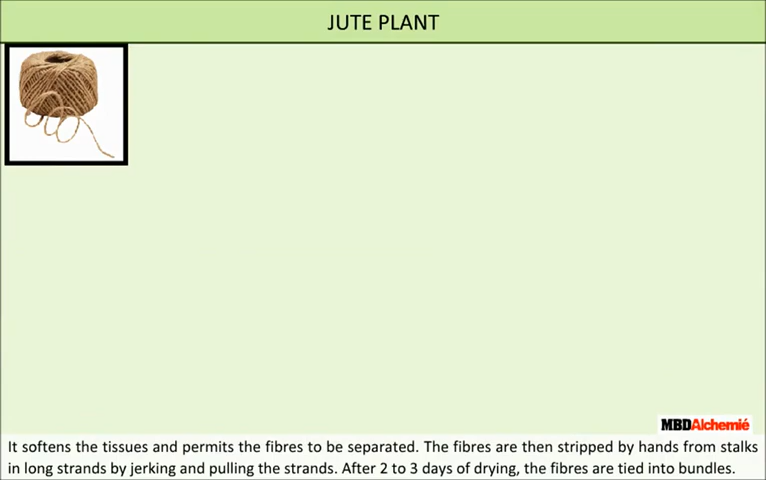 JUTE PLANT
MBDAlchemié
It softens the tissues and permits the fibres to be separated. The fibres are then stripped by hands from stalks
in long strands by jerking and pulling the strands. After 2 to 3 days of drying, the fibres are tied into bundles.